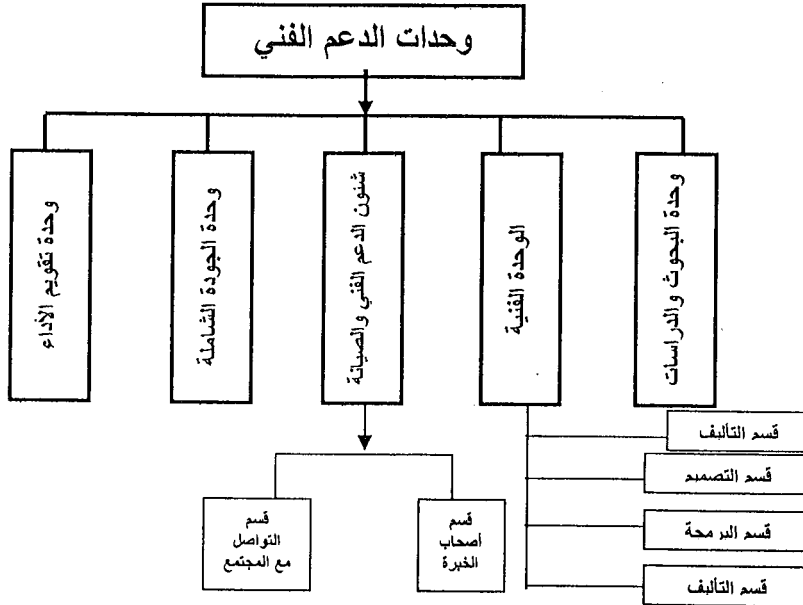 وحدات الدعم الفني
وحدة البحوث والدراسات
الوحدة الفنية
شئون الدعم الفني والصيانة
وحدة الجودة الشاملة
وحدة تقويم الأداء
قسم التأليف
قسم التصميم
قسم البرمجة
قسم التأليف
قسم
أصحاب
الخبرة
قسم
التواصل
مع المجتمع